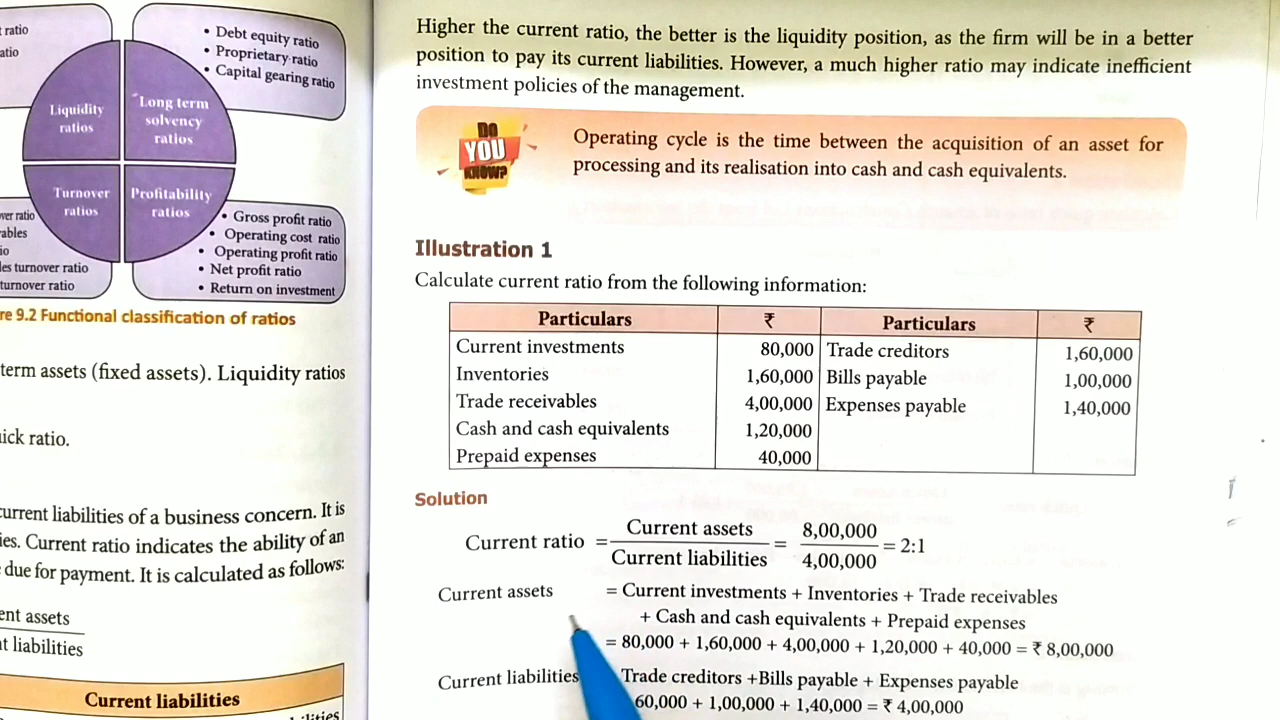 ratio
atio
• Debt equity ratio
• Proprietary ratio
• Capital gearing ratio
Liquidity
ratios
Long term
solvency
ratios
Turnover
ratios
Profitability
ratios
ver ratio
ables
io
les turnover ratio
turnover ratio
• Gross profit ratio
• Operating cost ratio
• Operating profit ratio
• Net profit ratio
• Return on investment
re 9.2 Functional classification of ratios
term assets (fixed assets). Liquidity ratios
uick ratio.
current liabilities of a business concern. It is
ies. Current ratio indicates the ability of an
due for payment. It is calculated as follows:
ent assets
nt liabilities
Current liabilities
Higher the current ratio, the better is the liquidity position, as the firm will be in a better
position to pay its current liabilities. However, a much higher ratio may indicate inefficient
investment policies of the management.
DO
YOU
KNOW?
Operating cycle is the time between the acquisition of an asset for
processing and its realisation into cash and cash equivalents.
Illustration 1
Calculate current ratio from the following information:
Particulars ₹ Particulars ₹
Current investments 80,000 Trade creditors 1,60,000
Inventories 1,60,000 Bills payable 1,00,000
Trade receivables 4,00,000 Expenses payable 1,40,000
Cash and cash equivalents 1,20,000
Prepaid expenses 40,000
Solution
Current ratio = Current assets / Current liabilities = 8,00,000 / 4,00,000 = 2:1
Current assets = Current investments + Inventories + Trade receivables
+ Cash and cash equivalents + Prepaid expenses
= 80,000 + 1,60,000 + 4,00,000 + 1,20,000 + 40,000 = ₹ 8,00,000
Current liabilities Trade creditors +Bills payable + Expenses payable
60,000 + 1,00,000 + 1,40,000 = ₹ 4,00,000